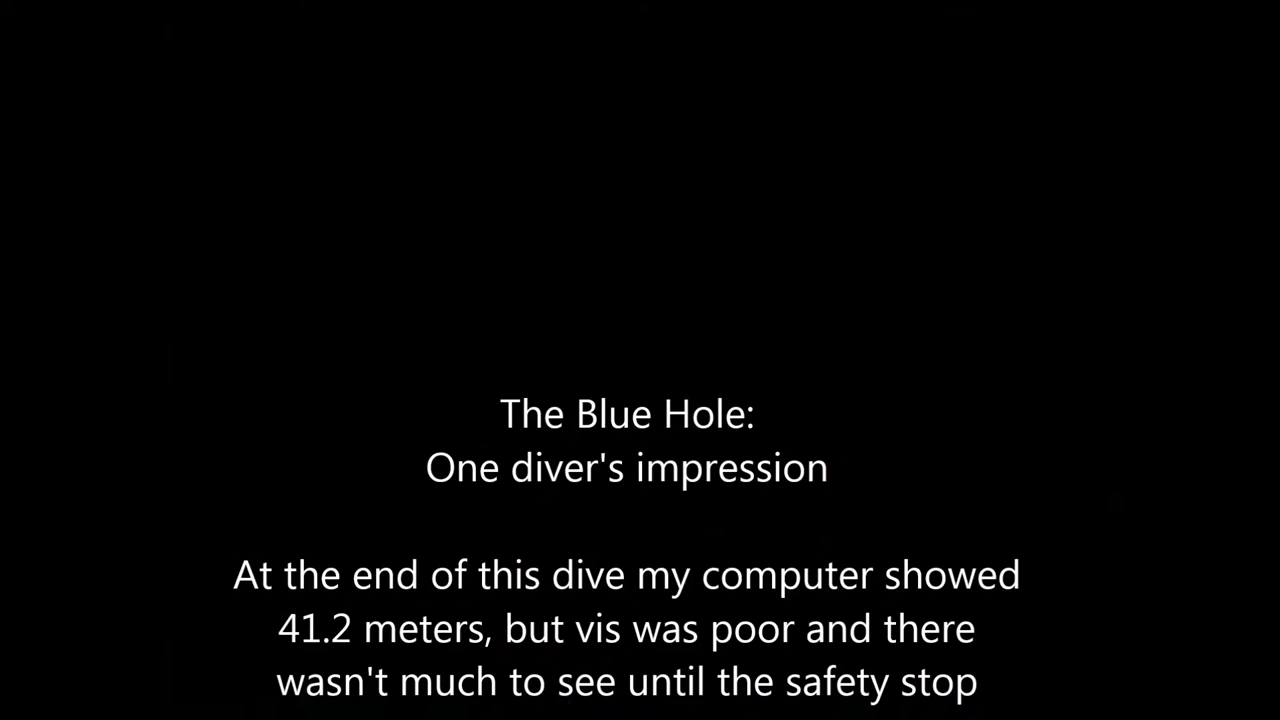 The Blue Hole:
One diver's impression
At the end of this dive my computer showed
41.2 meters, but vis was poor and there
wasn't much to see until the safety stop